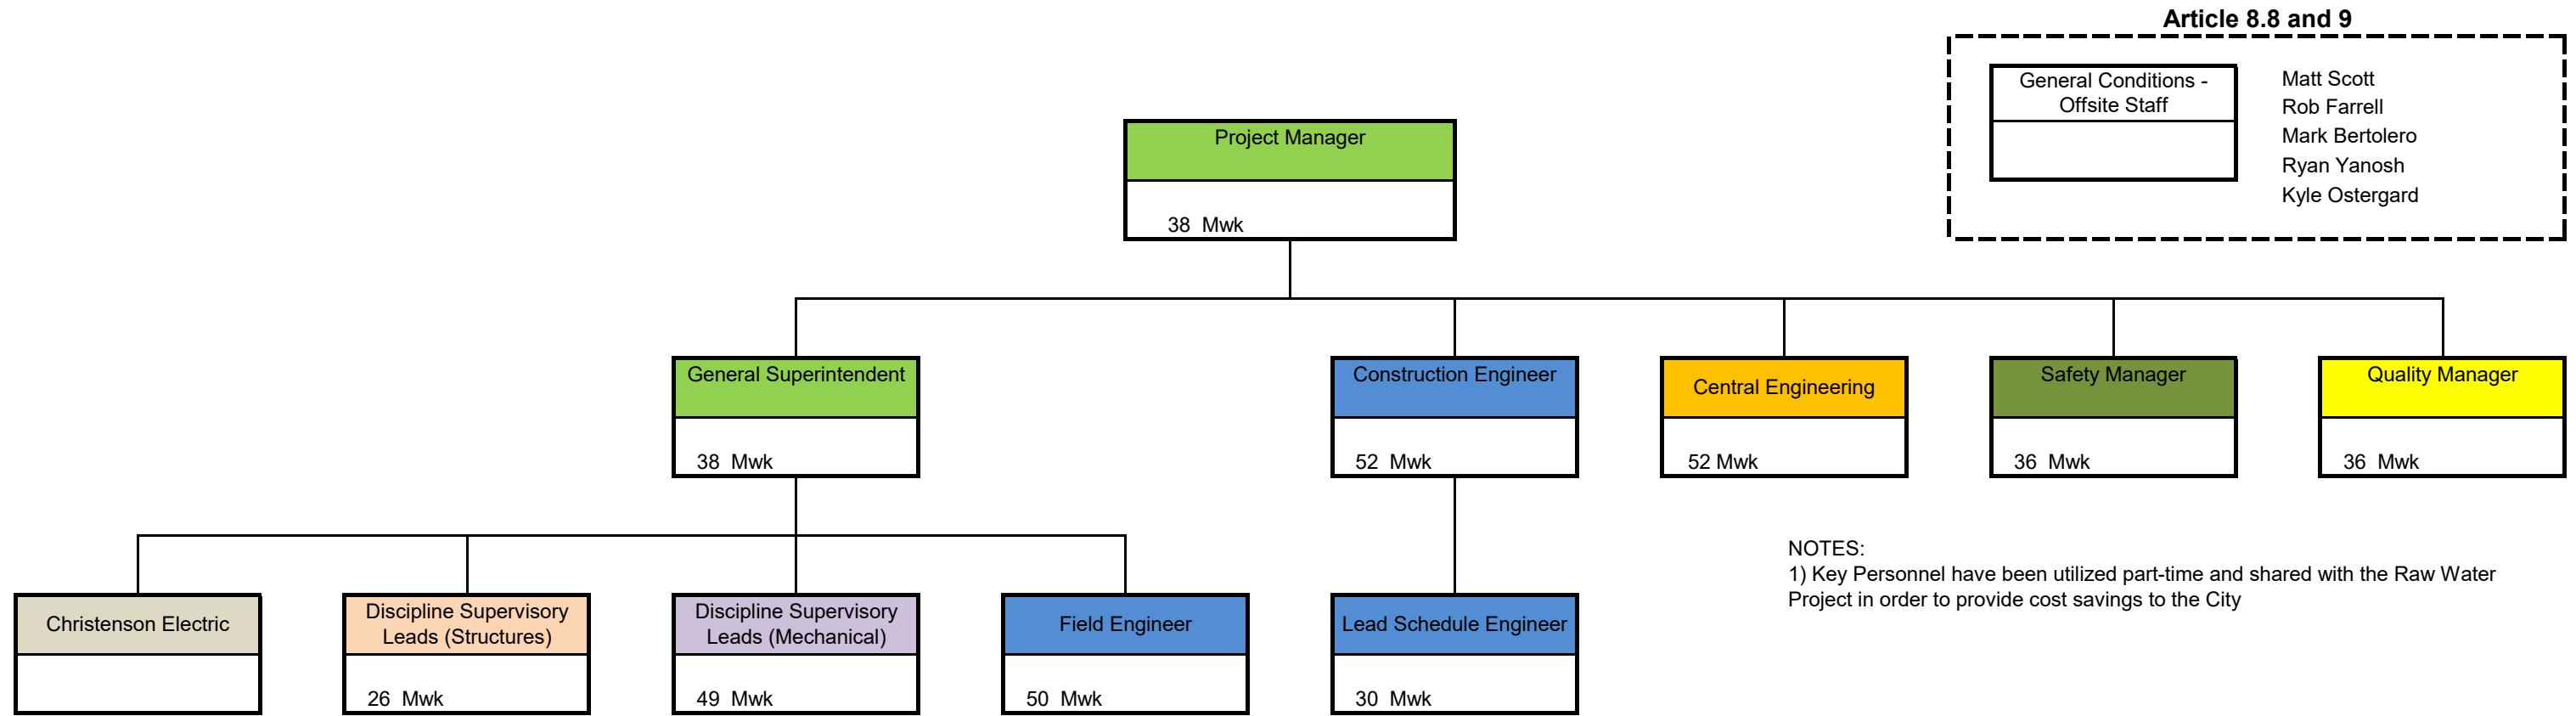 Article 8.8 and 9
General Conditions -
Offsite Staff
Matt Scott
Rob Farrell
Mark Bertolero
Ryan Yanosh
Kyle Ostergard
Project Manager
38 Mwk
General Superintendent
38 Mwk
Construction Engineer
52 Mwk
Central Engineering
52 Mwk
Safety Manager
36 Mwk
Quality Manager
36 Mwk
Christenson Electric
Discipline Supervisory
Leads (Structures)
26 Mwk
Discipline Supervisory
Leads (Mechanical)
49 Mwk
Field Engineer
50 Mwk
Lead Schedule Engineer
30 Mwk
NOTES:
1) Key Personnel have been utilized part-time and shared with the Raw Water
Project in order to provide cost savings to the City